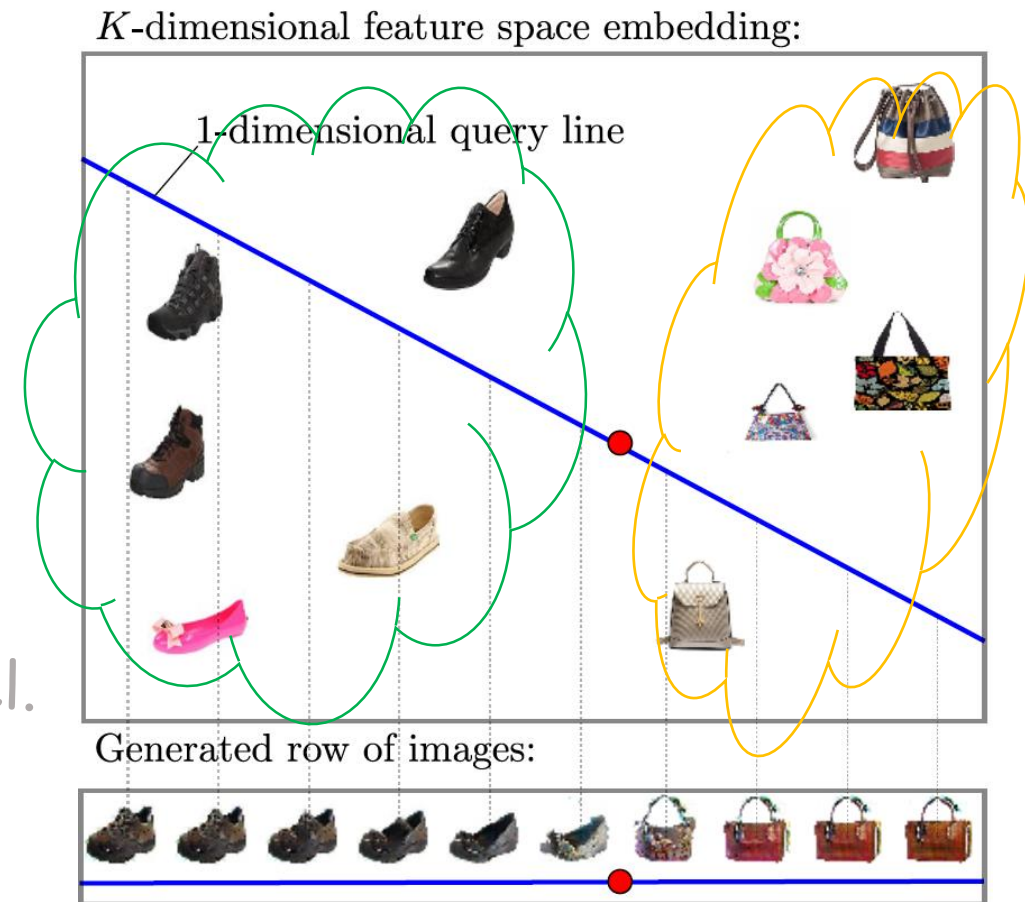 K-dimensional feature space embedding:
1-dimensional query line
Generated row of images: